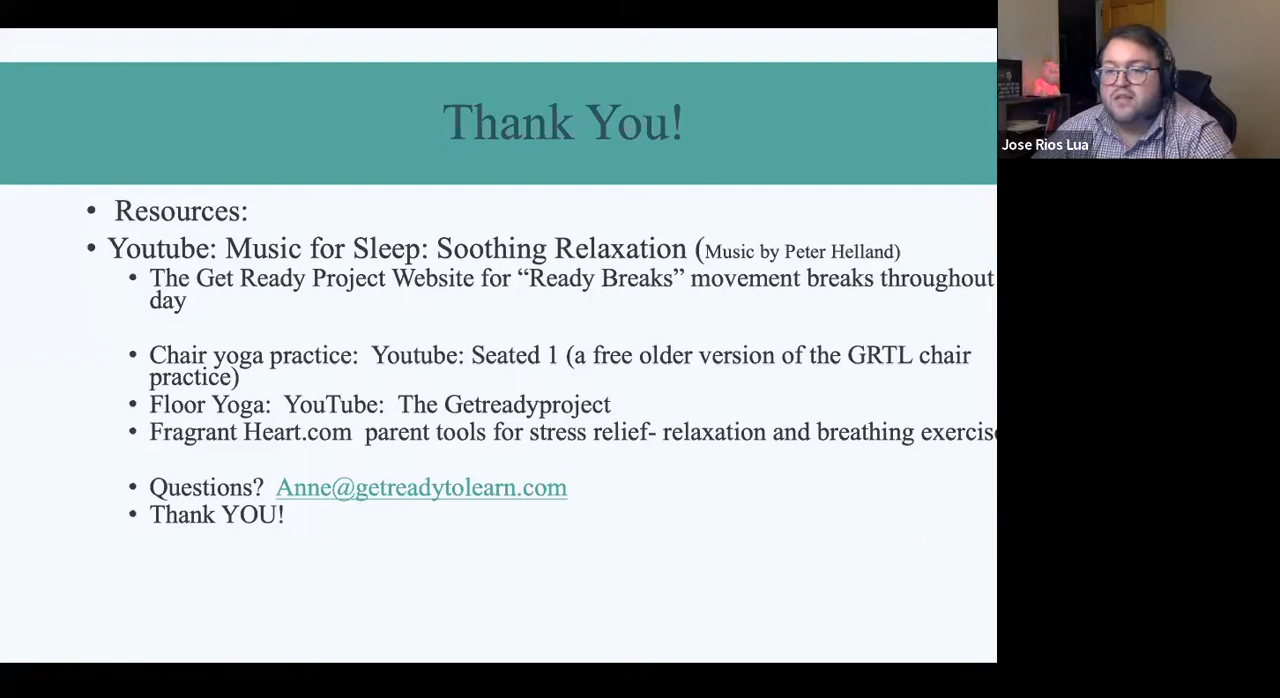 Thank You!
Jose Rios Lua
• Resources:
• Youtube: Music for Sleep: Soothing Relaxation (Music by Peter Helland)
• The Get Ready Project Website for “Ready Breaks” movement breaks throughout
day
• Chair yoga practice: Youtube: Seated 1 (a free older version of the GRTL chair
practice)
• Floor Yoga: YouTube: The Getreadyproject
• Fragrant Heart.com parent tools for stress relief- relaxation and breathing
• Questions? Anne@getreadytolearn.com
• Thank YOU!